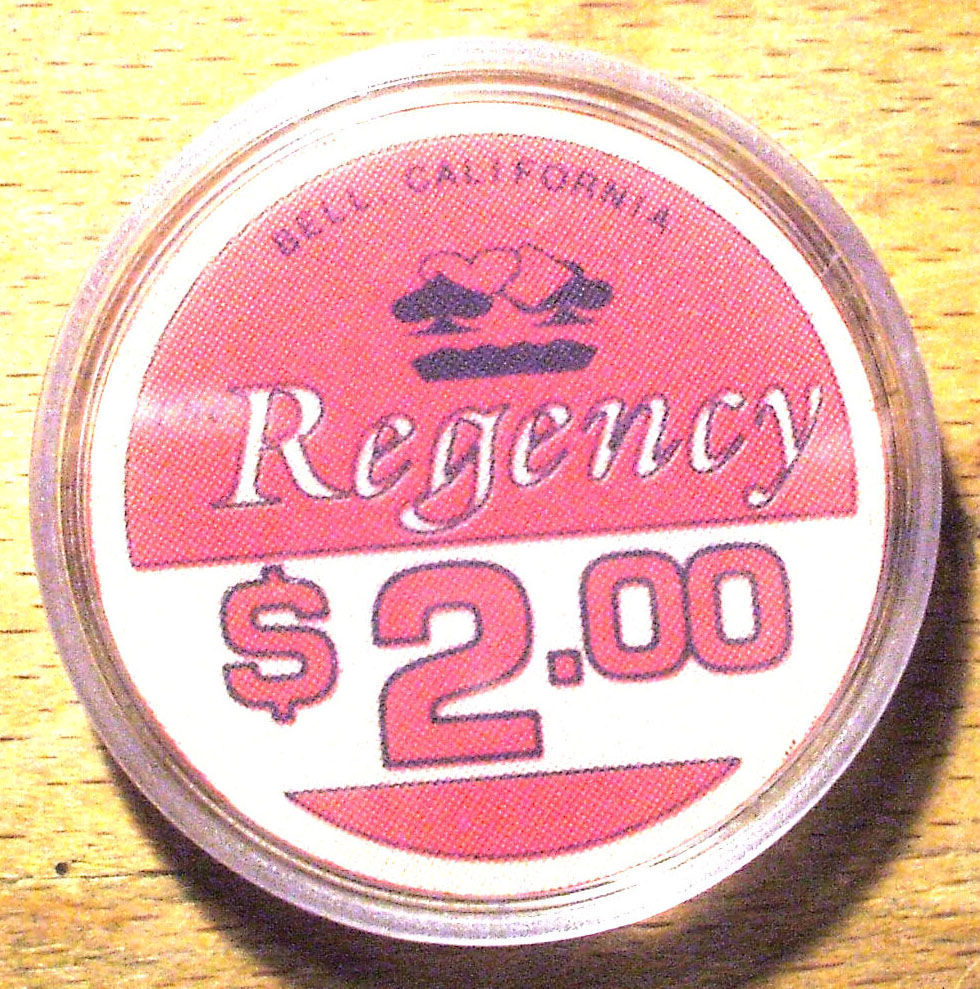 BELL, CALIFORNIA
Regency
$2.00